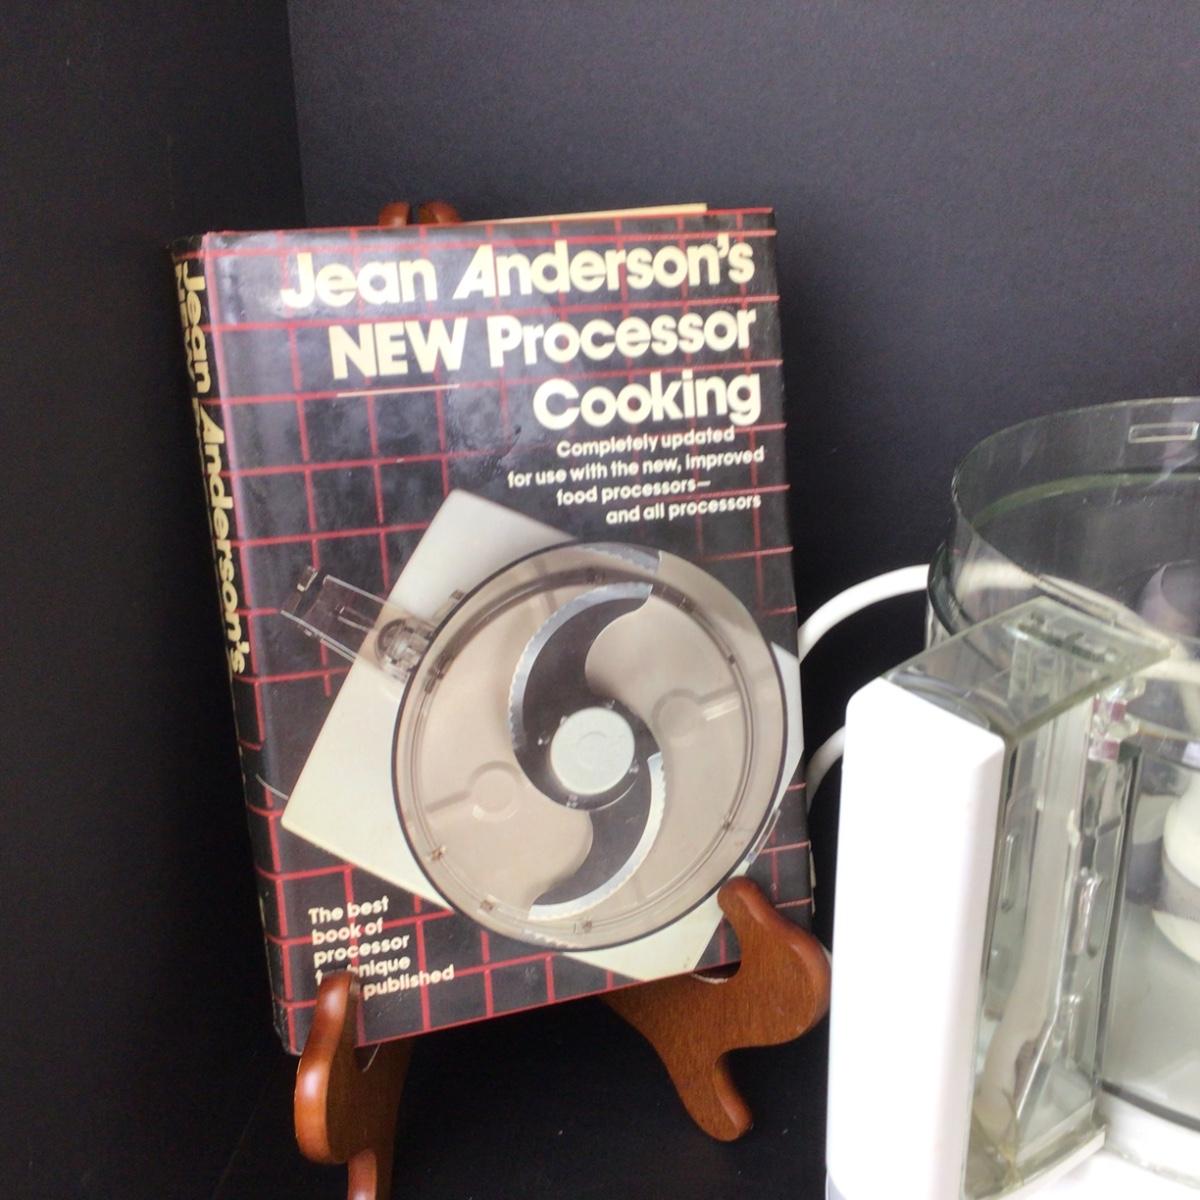 Jean Anderson's
NEW Processor
Cooking
Completely updated
for use with the new, improved
food processors—
and all processors
The best
book of
processor
technique
published
Jean Anderson's